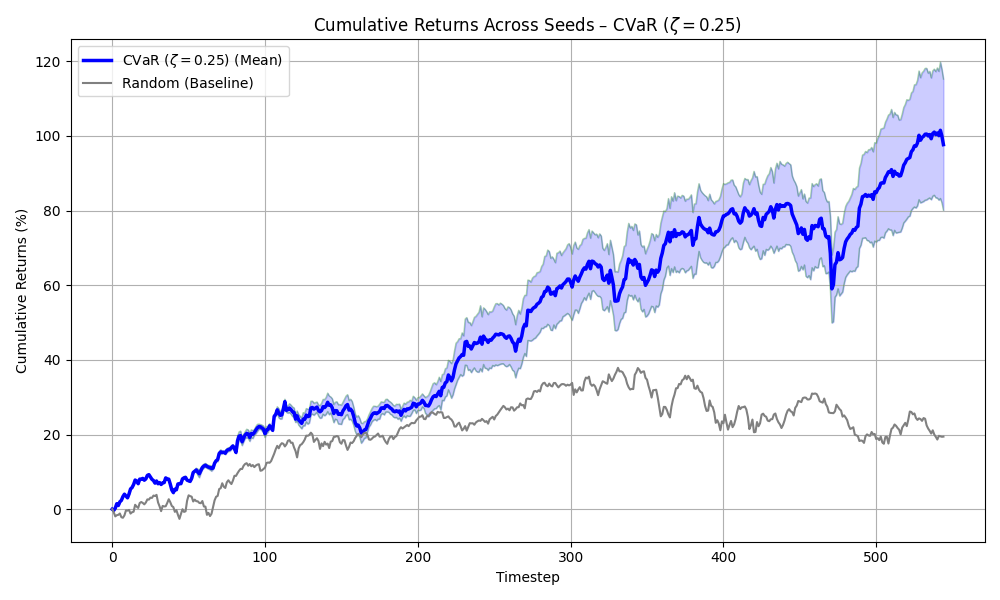 Cumulative Returns Across Seeds – CVaR (ζ = 0.25)
CVaR (ζ = 0.25) (Mean)
Random (Baseline)
Cumulative Returns (%)
120
100
80
60
40
20
0
0 100 200 300 400 500
Timestep